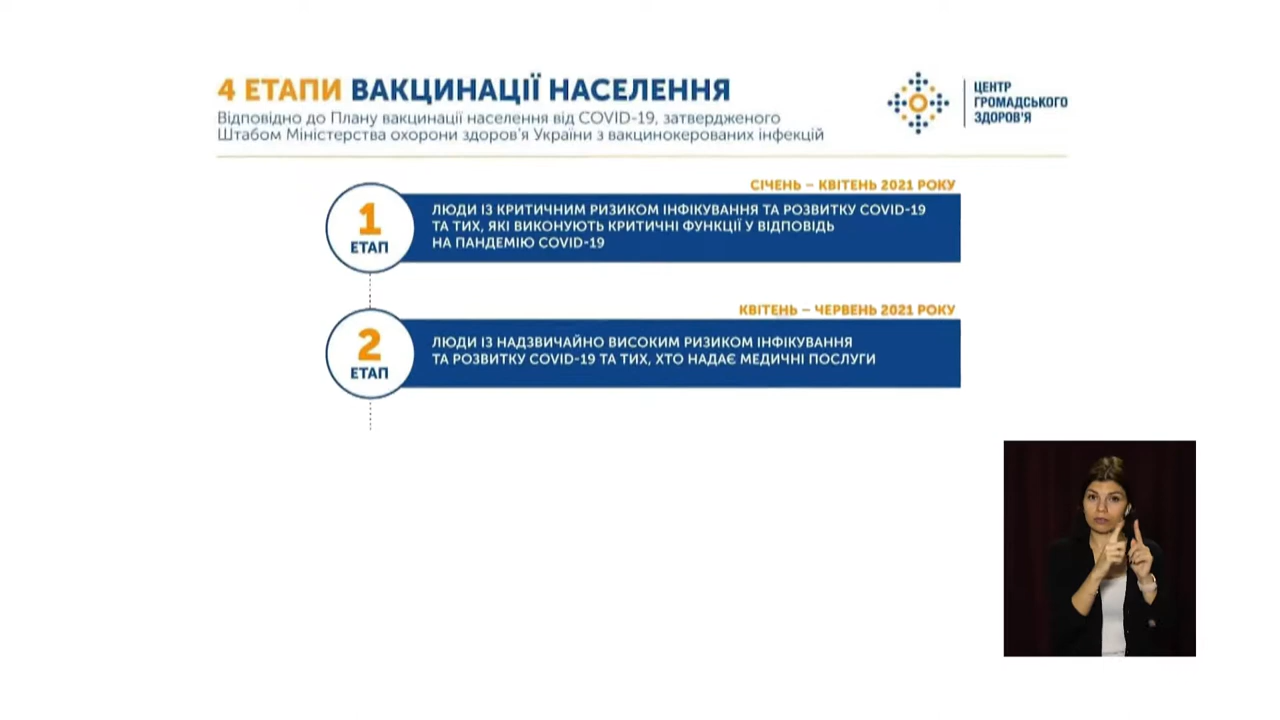 4 ЕТАПИ ВАКЦИНАЦІЇ НАСЕЛЕННЯ
Відповідно до Плану вакцинації населення від COVID-19, затвердженого
Штабом Міністерства охорони здоров'я України з вакцинокерованих інфекцій
ЦЕНТР
ГРОМАДСЬКОГО
ЗДОРОВ'Я
СІЧЕНЬ – КВІТЕНЬ 2021 РОКУ
1
ЕТАП
ЛЮДИ ІЗ КРИТИЧНИМ РИЗИКОМ ІНФІКУВАННЯ ТА РОЗВИТКУ COVID-19
ТА ТИХ, ЯКІ ВИКОНУЮТЬ КРИТИЧНІ ФУНКЦІЇ У ВІДПОВІДЬ
НА ПАНДЕМІЮ COVID-19
КВІТЕНЬ – ЧЕРВЕНЬ 2021 РОКУ
2
ЕТАП
ЛЮДИ ІЗ НАДЗВИЧАЙНО ВИСОКИМ РИЗИКОМ ІНФІКУВАННЯ
ТА РОЗВИТКУ COVID-19 ТА ТИХ, ХТО НАДАЄ МЕДИЧНІ ПОСЛУГИ